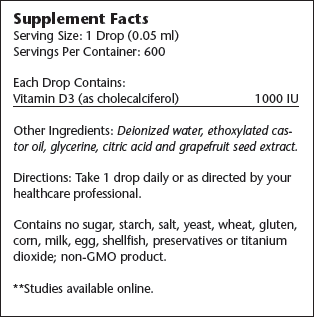 Supplement Facts
Serving Size: 1 Drop (0.05 ml)
Servings Per Container: 600
Each Drop Contains:
Vitamin D3 (as cholecalciferol) 1000 IU
Other Ingredients: Deionized water, ethoxylated cas-
tor oil, glycerine, citric acid and grapefruit seed extract.
Directions: Take 1 drop daily or as directed by your
healthcare professional.
Contains no sugar, starch, salt, yeast, wheat, gluten,
corn, milk, egg, shellfish, preservatives or titanium
dioxide; non-GMO product.
**Studies available online.